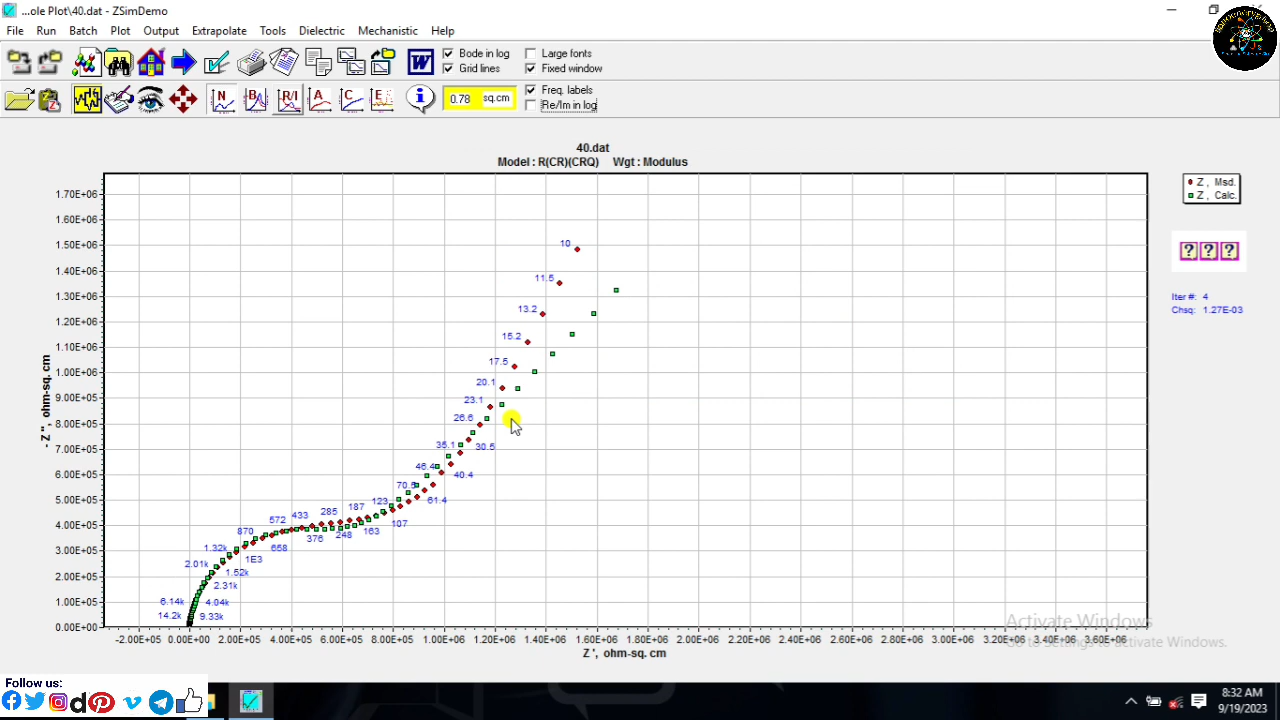 ...ole Plot\40.dat - ZSimDemo
File Run Batch Plot Output Extrapolate Tools Dielectric Mechanistic Help
Bode in log Large fonts
Grid lines Fixed window
0.78 sq.cm Freq. labels
Re/Im in log
N B R/I A C E
40.dat
Model : R(CR)(CRQ) Wgt : Modulus
Z , Msd.
Z , Calc.
Iter #: 4
Chsq: 1.27E-03
- Z ", ohm-sq. cm
1.70E+06
1.60E+06
1.50E+06
1.40E+06
1.30E+06
1.20E+06
1.10E+06
1.00E+06
9.00E+05
8.00E+05
7.00E+05
6.00E+05
5.00E+05
4.00E+05
3.00E+05
2.00E+05
1.00E+05
0.00E+00
10
11.5
13.2
15.2
17.5
20.1
23.1
26.6
30.5
35.1
40.4
46.4
61.4
70.5
107
123
163
187
248
285
376
433
572
658
870
1E3
1.32k
1.52k
2.01k
2.31k
6.14k 4.04k
14.2k 9.33k
-2.00E+05 0.00E+00 2.00E+05 4.00E+05 6.00E+05 8.00E+05 1.00E+06 1.20E+06 1.40E+06 1.60E+06 1.80E+06 2.00E+06 2.20E+06 2.40E+06 2.60E+06 2.80E+06 3.00E+06 3.20E+06 3.40E+06 3.60E+06
Z ', ohm-sq. cm
Activate Windows
Go to Settings to activate Windows.
Follow us:
8:32 AM
9/19/2023